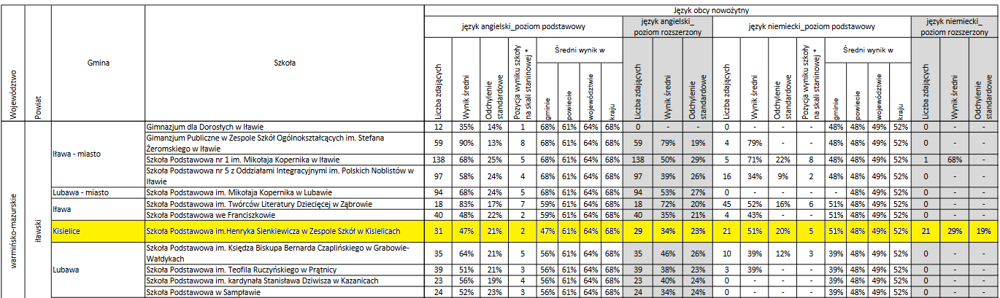 Język obcy nowożytny
język angielski_poziom podstawowy język angielski_ poziom rozszerzony język niemiecki_poziom podstawowy język niemiecki_ poziom rozszerzony
Średni wynik w Średni wynik w
Województwo Powiat Gmina Szkoła Liczba zdających Wynik średni Odchylenie standardowe Pozycja wyniku szkoły na skali staninowej * gminie powiecie województwie kraju Liczba zdających Wynik średni Odchylenie standardowe Liczba zdających Wynik średni Odchylenie standardowe Pozycja wyniku szkoły na skali staninowej * gminie powiecie województwie kraju Liczba zdających Wynik średni Odchylenie standardowe
warmińsko-mazurskie
iławski
Iława - miasto
Gimnazjum dla Dorosłych w Iławie 12 35% 14% 1 68% 61% 64% 68% 0 - - 0 - - - 48% 48% 49% 52% 0 - -
Gimanzjum Publiczne w Zespole Szkół Ogólnokształcących im. Stefana
Żeromskiego w Iławie 59 90% 13% 8 68% 61% 64% 68% 59 79% 19% 4 79% - - 48% 48% 49% 52% 0 - -
Szkoła Podstawowa nr 1 im. Mikołaja Kopernika w Iławie 138 68% 25% 5 68% 61% 64% 68% 138 50% 29% 5 71% 22% 8 48% 48% 49% 52% 1 68% -
Szkoła Podstawowa nr 5 z Oddziałami Integracyjnymi im. Polskich Noblistów w
Iławie 97 58% 24% 4 68% 61% 64% 68% 97 39% 26% 16 34% 9% 2 48% 48% 49% 52% 0 - -
Lubawa - miasto Szkoła Podstawowa im. Mikołaja Kopernika w Lubawie 94 68% 24% 5 68% 61% 64% 68% 94 53% 27% 0 - - - - 48% 49% 52% 0 - -
Iława
Szkoła Podstawowa im. Twórców Literatury Dziecięcej w Ząbrowie 18 83% 17% 7 59% 61% 64% 68% 18 72% 20% 45 52% 16% 6 51% 48% 49% 52% 0 - -
Szkoła Podstawowa we Franciszkowie 40 48% 22% 2 59% 61% 64% 68% 40 35% 21% 4 43% - - 51% 48% 49% 52% 0 - -
Kisielice Szkoła Podstawowa im.Henryka Sienkiewicza w Zespole Szkół w Kisielicach 31 47% 21% 2 47% 61% 64% 68% 29 34% 23% 21 51% 20% 5 51% 48% 49% 52% 21 29% 19%
Lubawa
Szkoła Podstawowa im. Księdza Biskupa Bernarda Czaplińskiego w Grabowie-
Wałdykach 35 64% 21% 5 56% 61% 64% 68% 35 46% 26% 10 39% 12% 3 39% 48% 49% 52% 0 - -
Szkoła Podstawowa im. Teofila Ruczyńskiego w Prątnicy 39 51% 21% 3 56% 61% 64% 68% 39 38% 23% 3 39% - - 39% 48% 49% 52% 0 - -
Szkoła Podstawowa im. kardynała Stanisława Dziwisza w Kazanicach 23 56% 19% 4 56% 61% 64% 68% 23 40% 24% 0 - - - 39% 48% 49% 52% 0 - -
Szkoła Podstawowa w Sampławie 24 52% 23% 3 56% 61% 64% 68% 24 34% 24% 0 - - - 39% 48% 49% 52% 0 - -